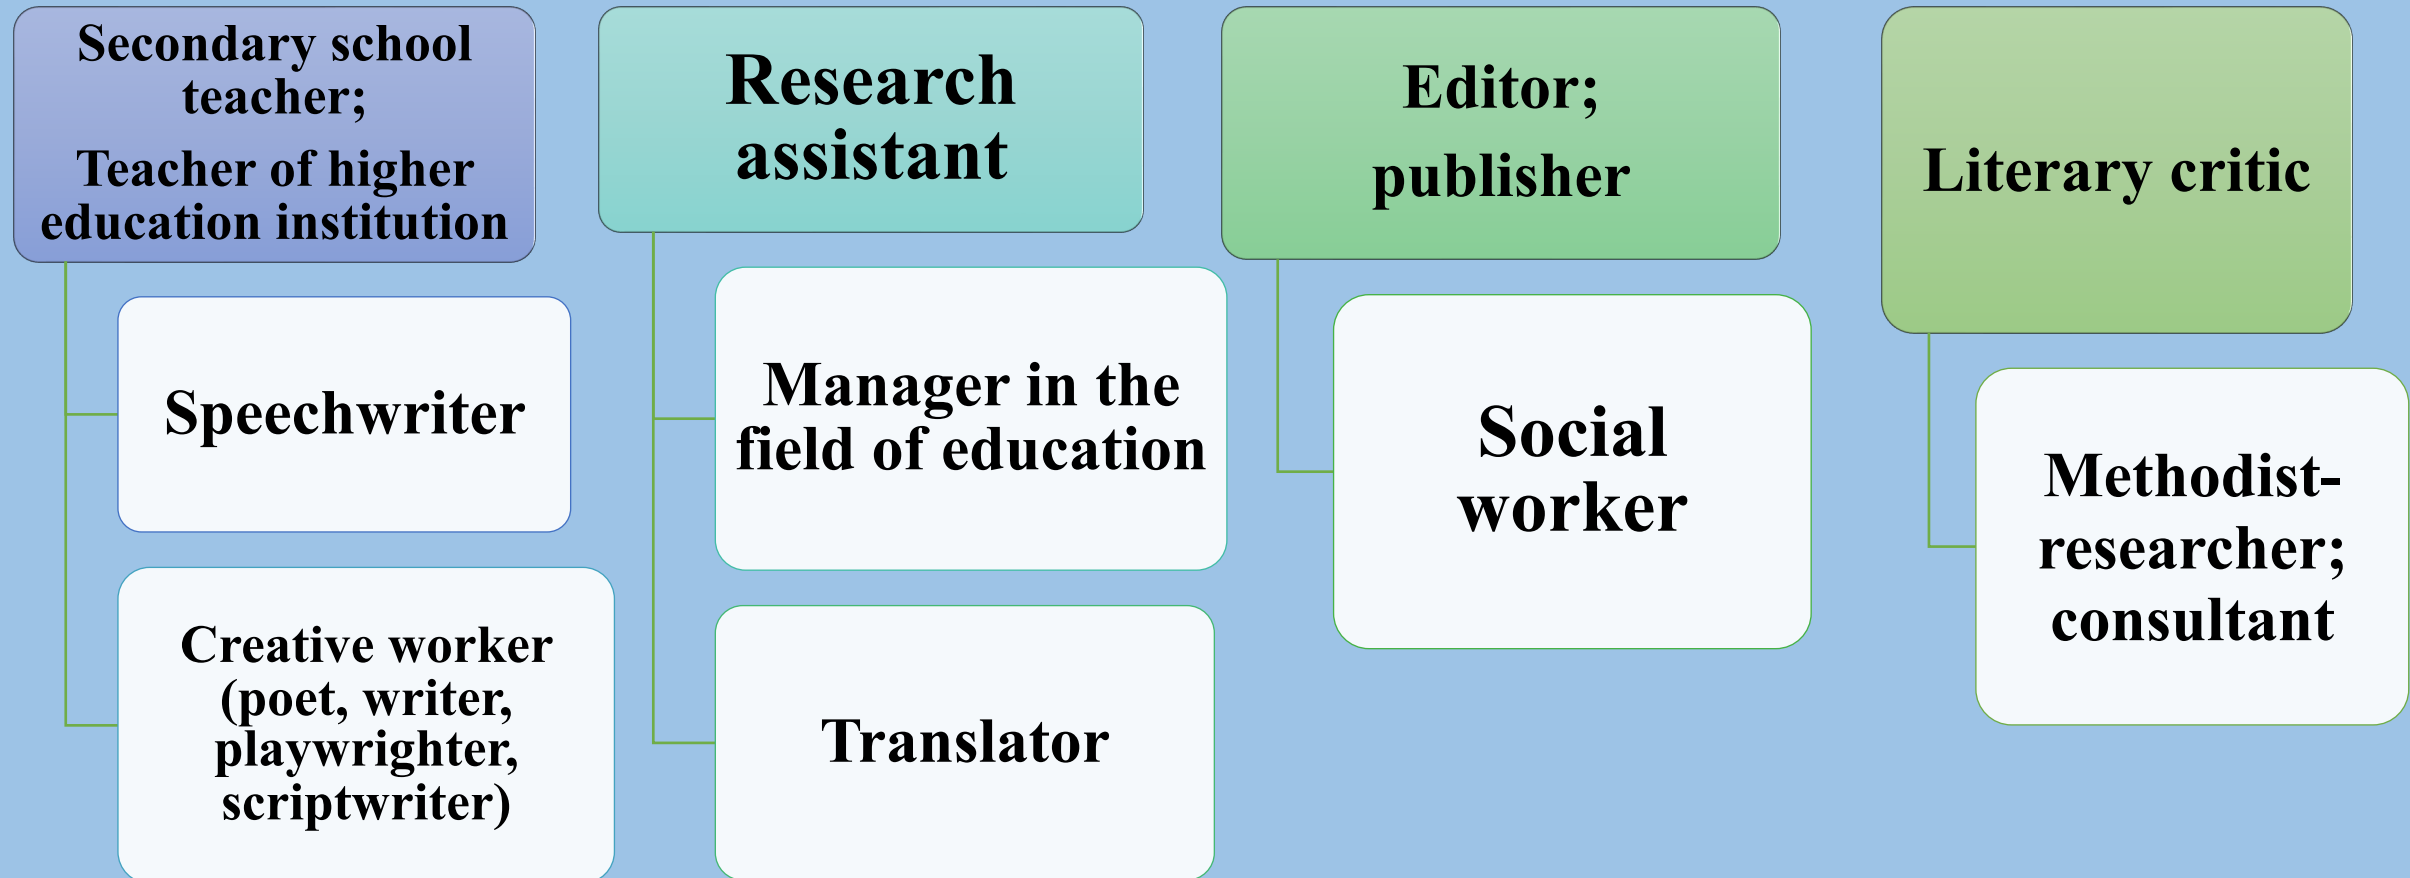 Secondary school
teacher;
Teacher of higher
education institution
Speechwriter
Creative worker
(poet, writer,
playwrighter,
scriptwriter)
Research
assistant
Manager in the
field of education
Translator
Editor;
publisher
Social
worker
Literary critic
Methodist-
researcher;
consultant